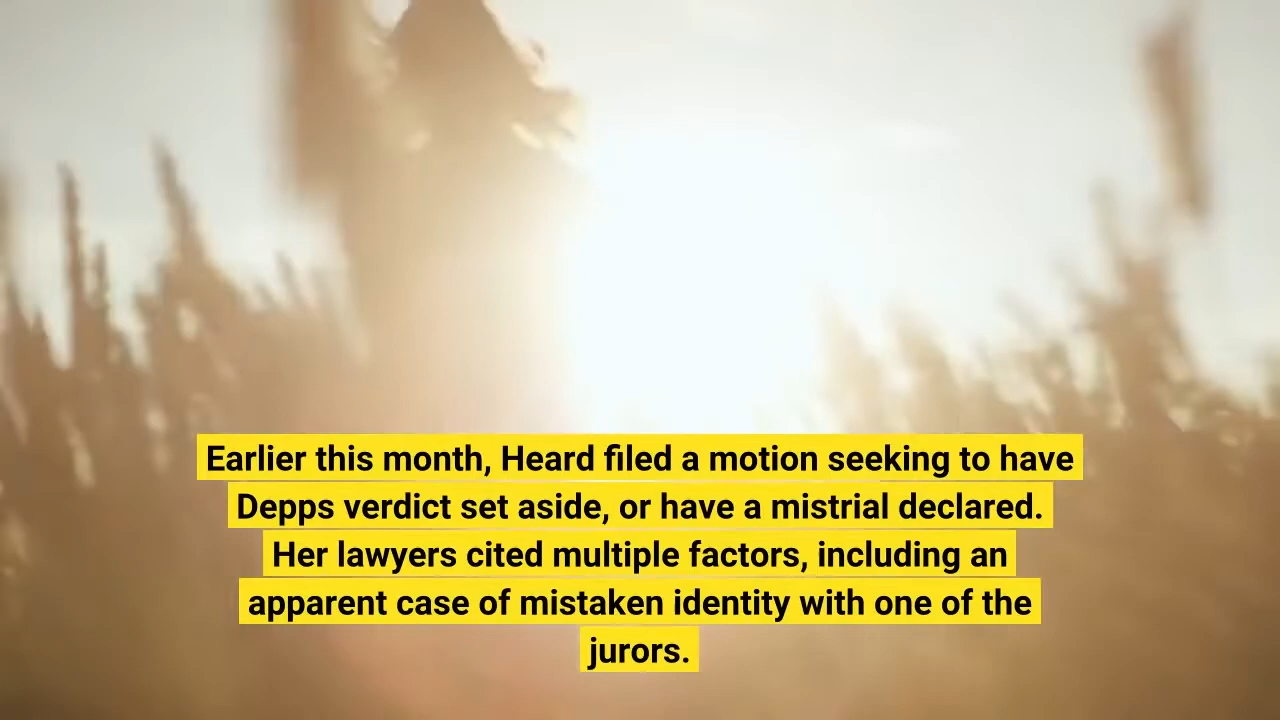 Earlier this month, Heard filed a motion seeking to have
Depps verdict set aside, or have a mistrial declared.
Her lawyers cited multiple factors, including an
apparent case of mistaken identity with one of the
jurors.